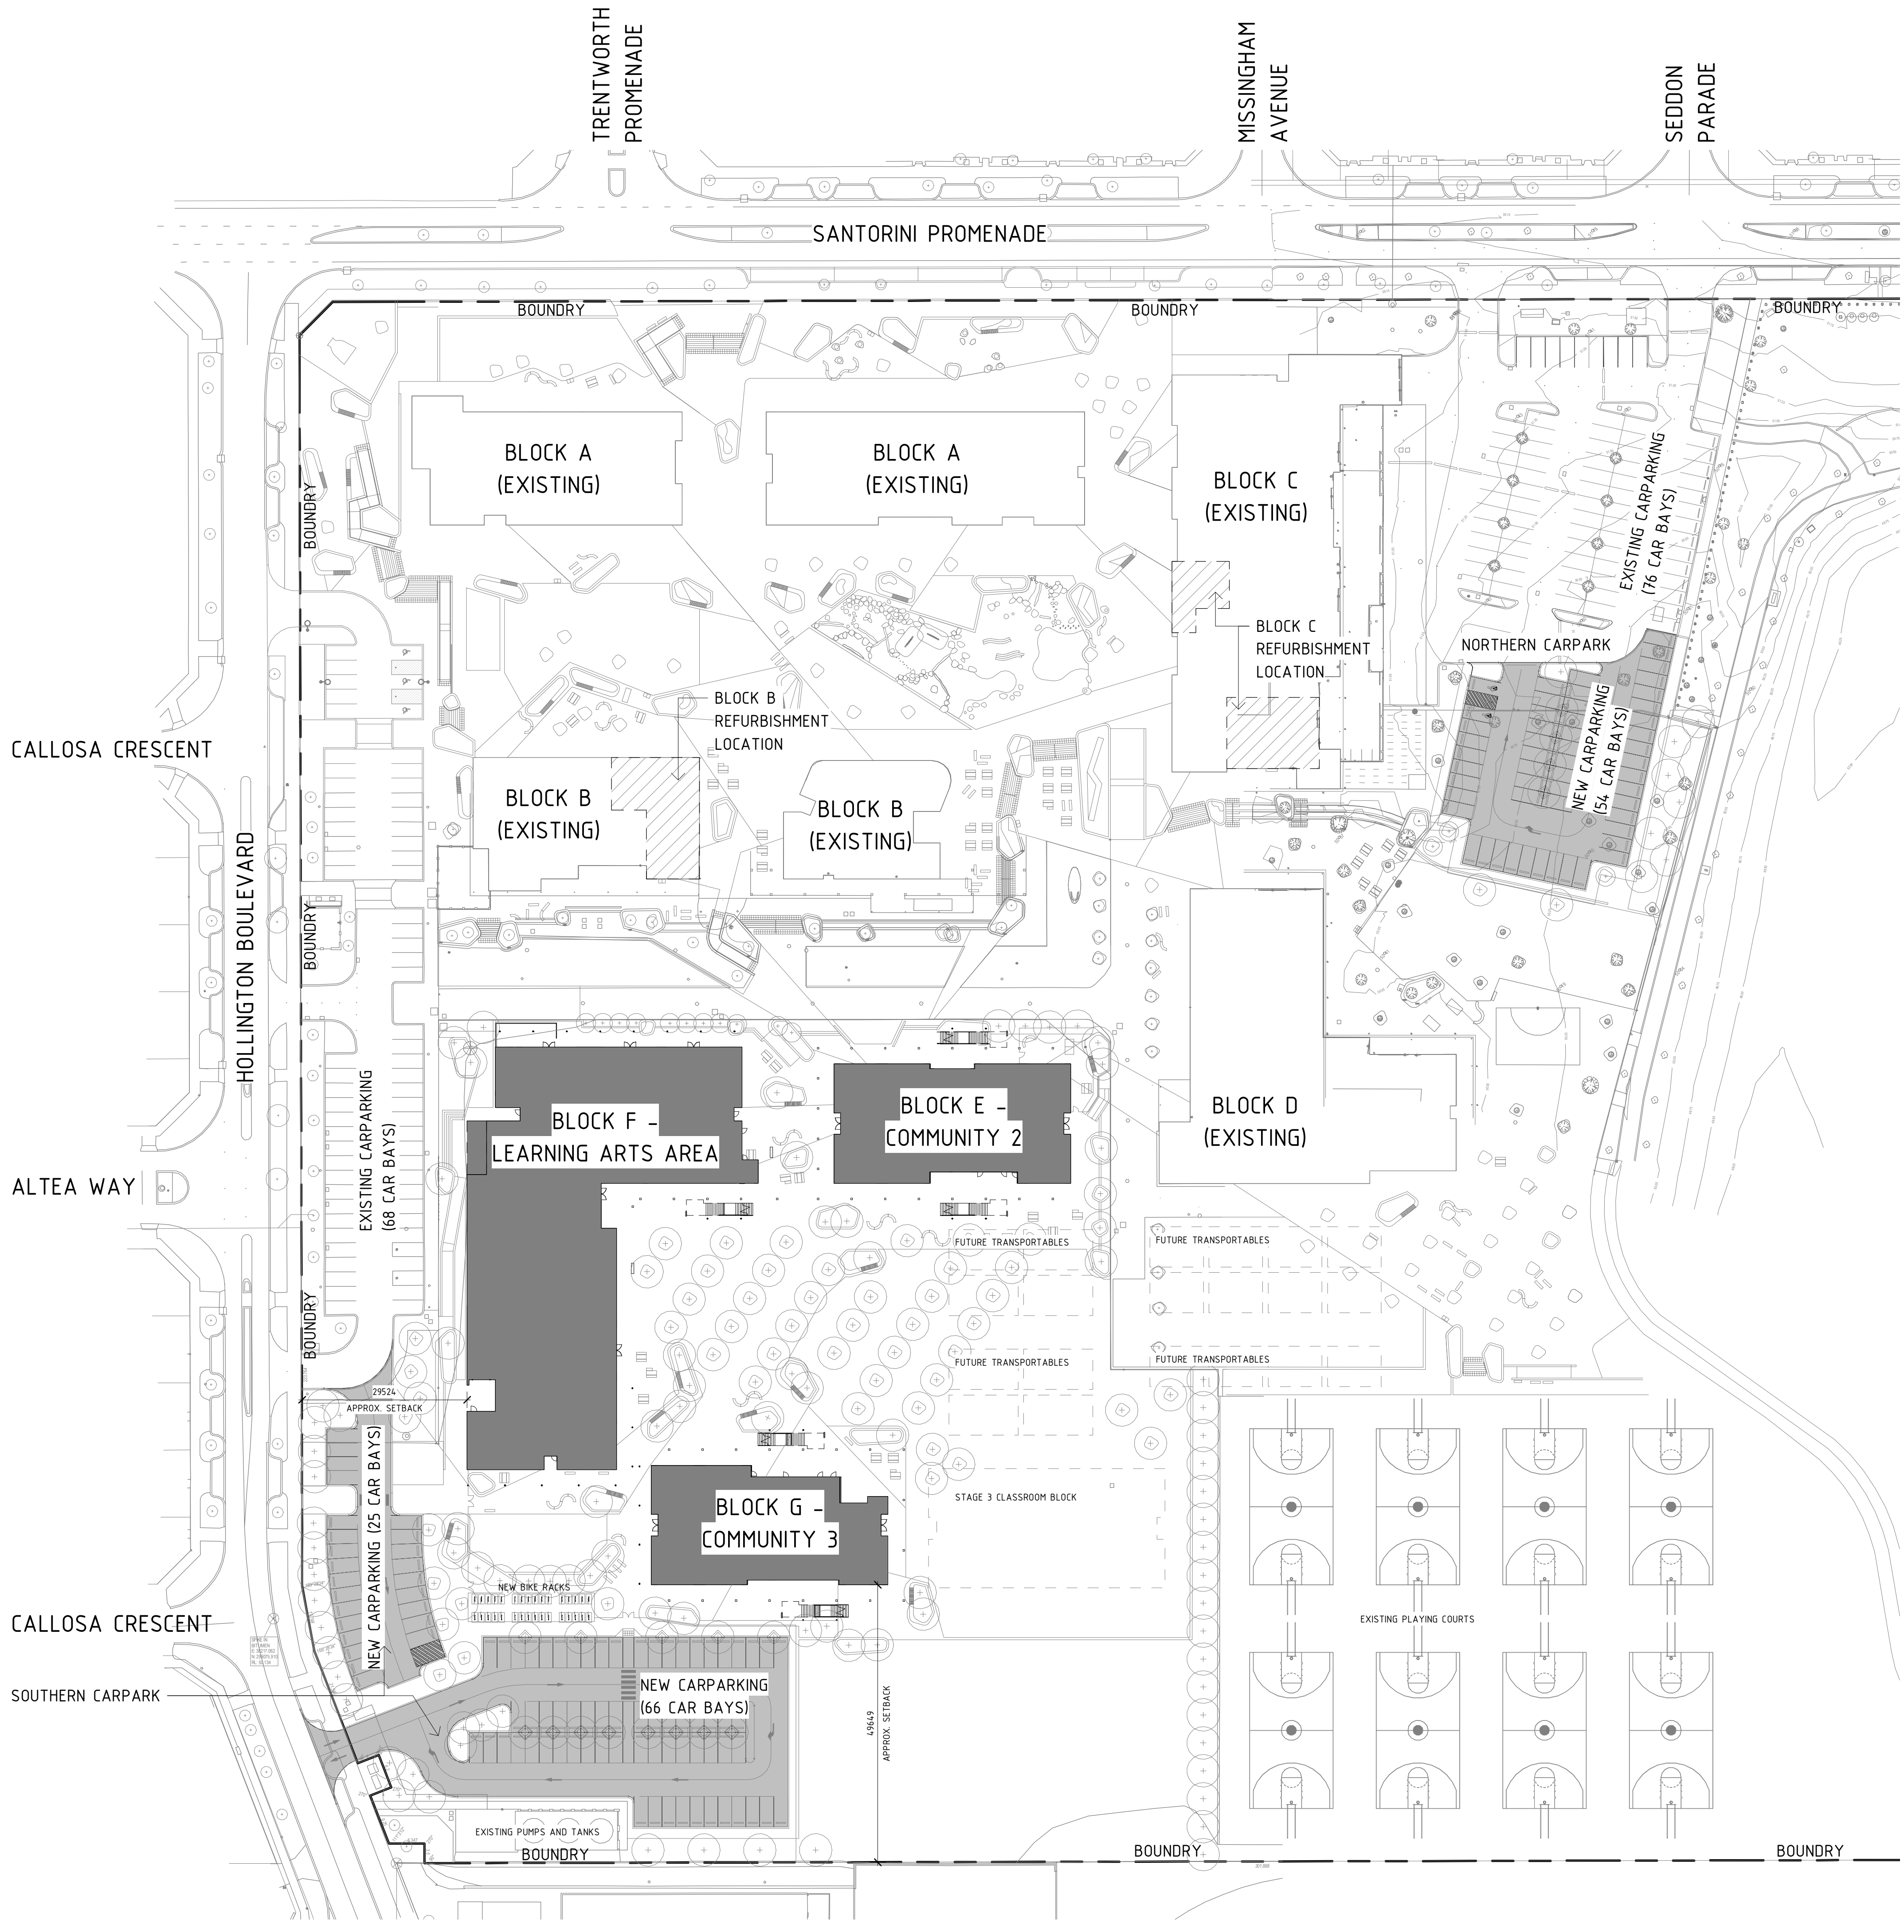 TRENTWORTH
PROMENADE
MISSINGHAM
AVENUE
SEDDON
PARADE
SANTORINI PROMENADE
BOUNDRY
BOUNDRY
BOUNDRY
BLOCK A
(EXISTING)
BLOCK A
(EXISTING)
BLOCK C
(EXISTING)
EXISTING CARPARKING
(76 CAR BAYS)
BOUNDRY
BLOCK C
REFURBISHMENT
LOCATION
NORTHERN CARPARK
NEW CARPARKING
(54 CAR BAYS)
BLOCK B
REFURBISHMENT
LOCATION
CALLOSA CRESCENT
BLOCK B
(EXISTING)
BLOCK B
(EXISTING)
HOLLINGTON BOULEVARD
BOUNDRY
EXISTING CARPARKING
(68 CAR BAYS)
BLOCK F -
LEARNING ARTS AREA
BLOCK E -
COMMUNITY 2
BLOCK D
(EXISTING)
ALTEA WAY
FUTURE TRANSPORTABLES
FUTURE TRANSPORTABLES
BOUNDRY
FUTURE TRANSPORTABLES
FUTURE TRANSPORTABLES
29524
APPROX. SETBACK
NEW CARPARKING (25 CAR BAYS)
STAGE 3 CLASSROOM BLOCK
BLOCK G -
COMMUNITY 3
NEW BIKE RACKS
CALLOSA CRESCENT
EXISTING PLAYING COURTS
SOUTHERN CARPARK
NEW CARPARKING
(66 CAR BAYS)
49649
APPROX. SETBACK
EXISTING PUMPS AND TANKS
BOUNDRY
BOUNDRY
BOUNDRY